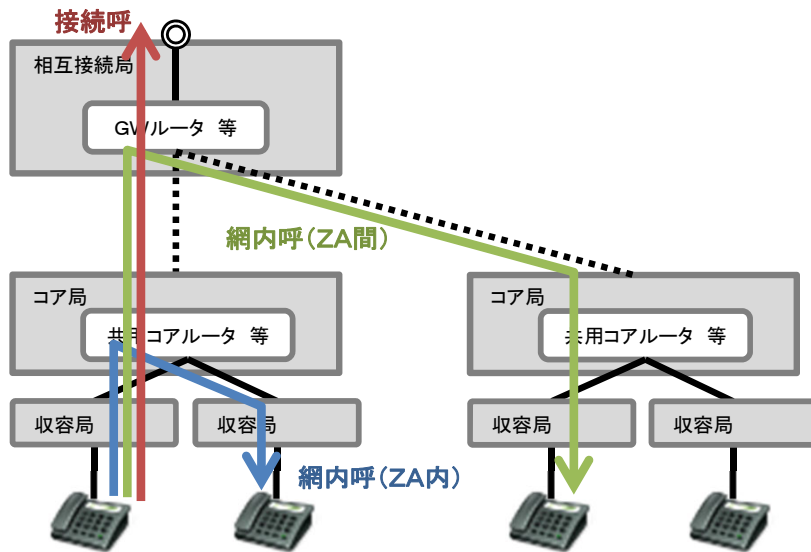 接続呼
相互接続局
GWルータ 等
網内呼(ZA間)
コア局
共用コアルータ 等
コア局
共用コアルータ 等
収容局
収容局
収容局
収容局
網内呼(ZA内)